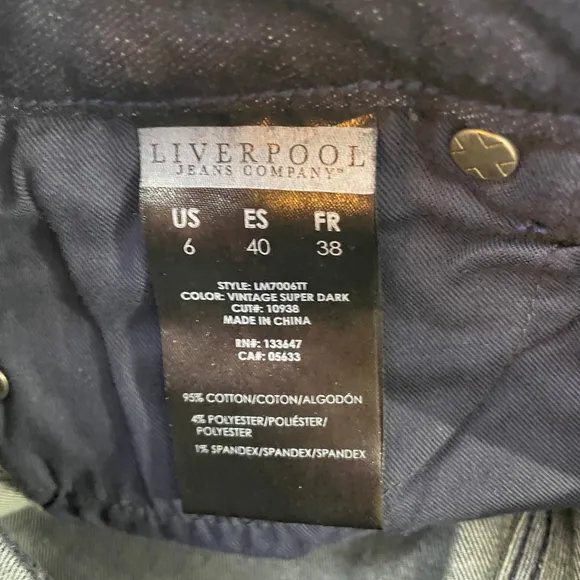 LIVERPOOL
JEANS COMPANY™
US ES FR
6 40 38
STYLE: LM7006TT
COLOR: VINTAGE SUPER DARK
CUT#: 10938
MADE IN CHINA
RN#: 133647
CA#: 05633
95% COTTON/COTON/ALGODÓN
4% POLYESTER/POLIÉSTER/
POLYESTER
1% SPANDEX/SPANDEX/SPANDEX